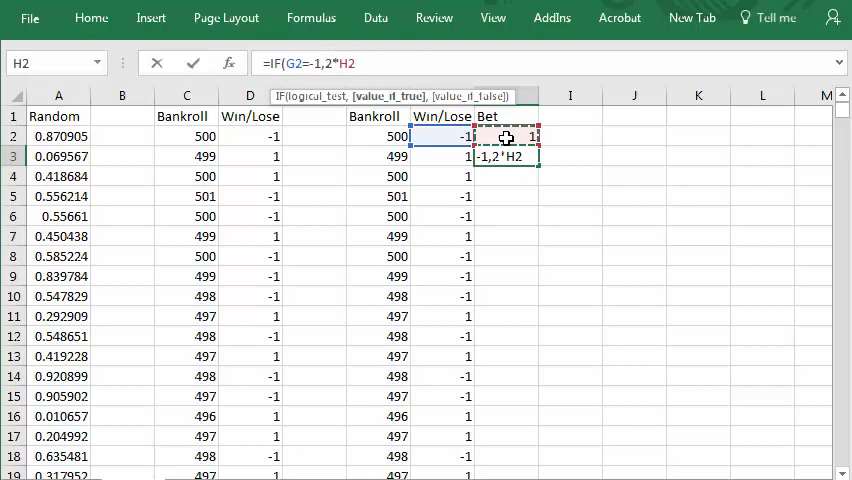 File Home Insert Page Layout Formulas Data Review View AddIns Acrobat New Tab Tell me
H2 fx =IF(G2=-1,2*H2
IF(logical_test, [value_if_true], [value_if_false])
A B C D I J K L M
1 Random Bankroll Win/Lose Bankroll Win/Lose Bet
2 0.870905 500 -1 500 -1 1
3 0.069567 499 1 499 1 -1,2*H2
4 0.418684 500 1 500 1
5 0.556214 501 -1 501 -1
6 0.55661 500 -1 500 -1
7 0.450438 499 1 499 1
8 0.585224 500 -1 500 -1
9 0.839784 499 -1 499 -1
10 0.547839 498 -1 498 -1
11 0.292909 497 1 497 1
12 0.548651 498 -1 498 -1
13 0.419228 497 1 497 1
14 0.920899 498 -1 498 -1
15 0.905902 497 -1 497 -1
16 0.010657 496 1 496 1
17 0.204992 497 1 497 1
18 0.635481 498 -1 498 -1
19 0.317952 497 1 497 1